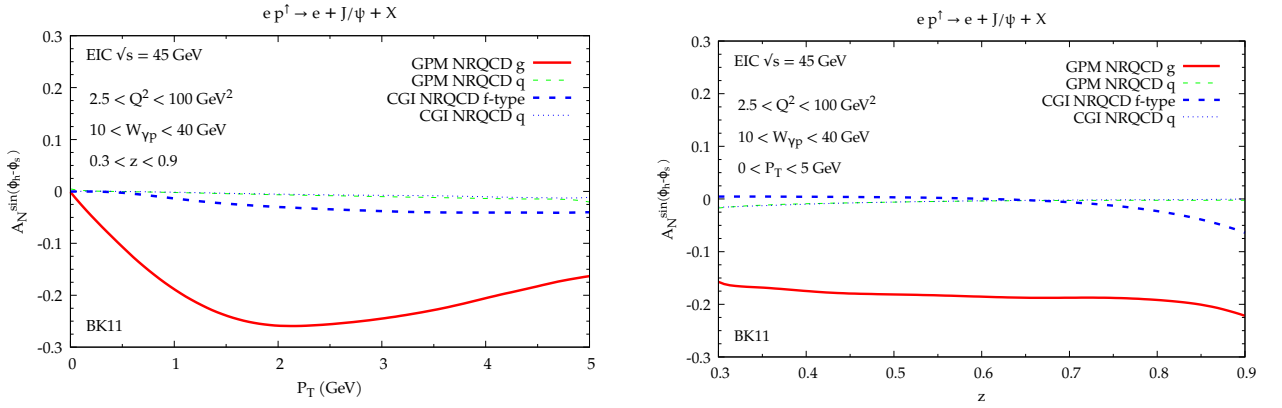 e p↑ → e + J/ψ + X
EIC √s = 45 GeV
2.5 < Q² < 100 GeV²
10 < Wγp < 40 GeV
0.3 < z < 0.9
GPM NRQCD g
GPM NRQCD q
CGI NRQCD f-type
CGI NRQCD q
BK11
0.3
0.2
0.1
0
-0.1
-0.2
-0.3
A_N^sin(ϕ_h-ϕ_s)
0 1 2 3 4 5
P_T (GeV)
e p↑ → e + J/ψ + X
EIC √s = 45 GeV
2.5 < Q² < 100 GeV²
10 < Wγp < 40 GeV
0 < P_T < 5 GeV
GPM NRQCD g
GPM NRQCD q
CGI NRQCD f-type
CGI NRQCD q
BK11
0.3
0.2
0.1
0
-0.1
-0.2
-0.3
A_N^sin(ϕ_h-ϕ_s)
0.3 0.4 0.5 0.6 0.7 0.8 0.9
z